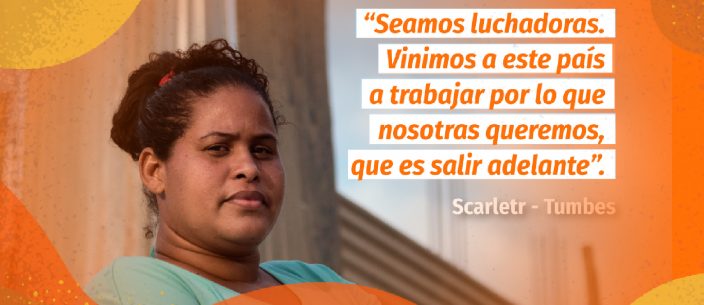 “Seamos luchadoras.
Vinimos a este país
a trabajar por lo que
nosotras queremos,
que es salir adelante”.
Scarletr - Tumbes